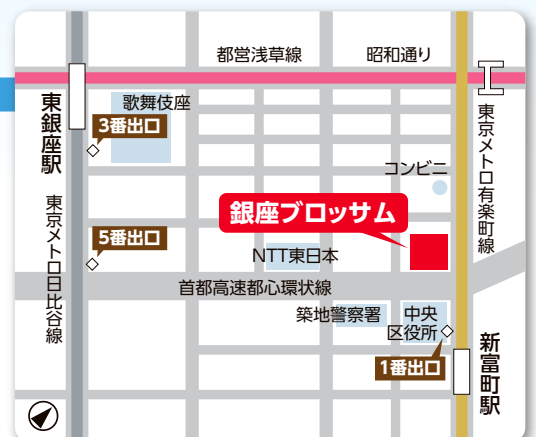 都営浅草線
昭和通り
東銀座駅
歌舞伎座
3番出口
東京メトロ有楽町線
コンビニ
東京メトロ日比谷線
銀座ブロッサム
5番出口
NTT東日本
首都高速都心環状線
築地警察署
中央
区役所
新富町駅
1番出口